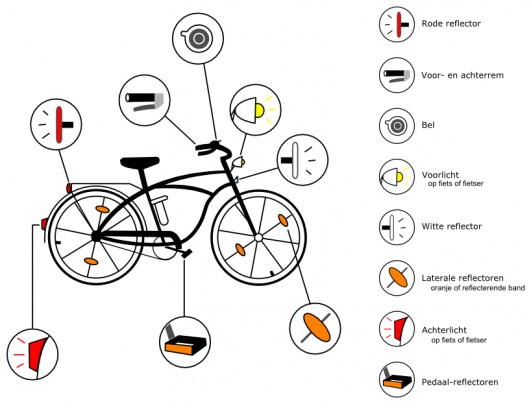 Rode reflector
Voor- en achterrem
Bel
Voorlicht
op fiets of fietser
Witte reflector
Laterale reflectoren
oranje of reflecterende band
Achterlicht
op fiets of fietser
Pedaal-reflectoren